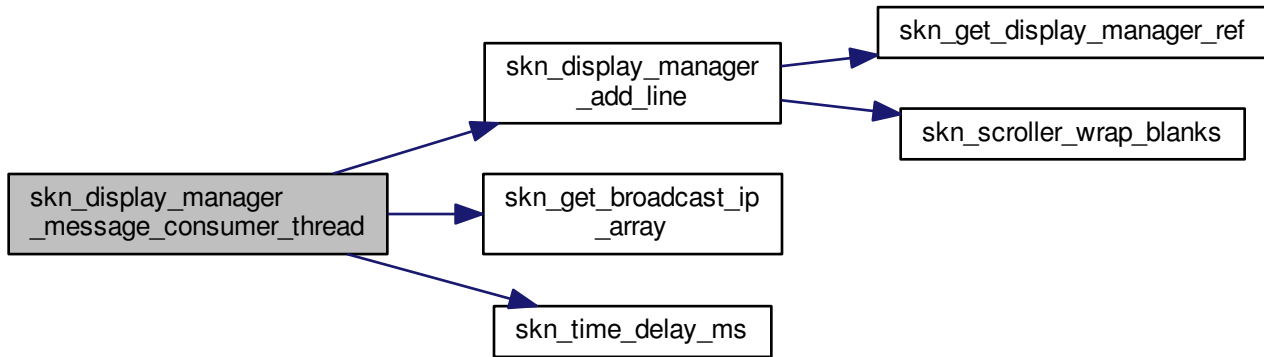 skn_display_manager
_message_consumer_thread
skn_display_manager
_add_line
skn_get_display_manager_ref
skn_scroller_wrap_blanks
skn_get_broadcast_ip
_array
skn_time_delay_ms